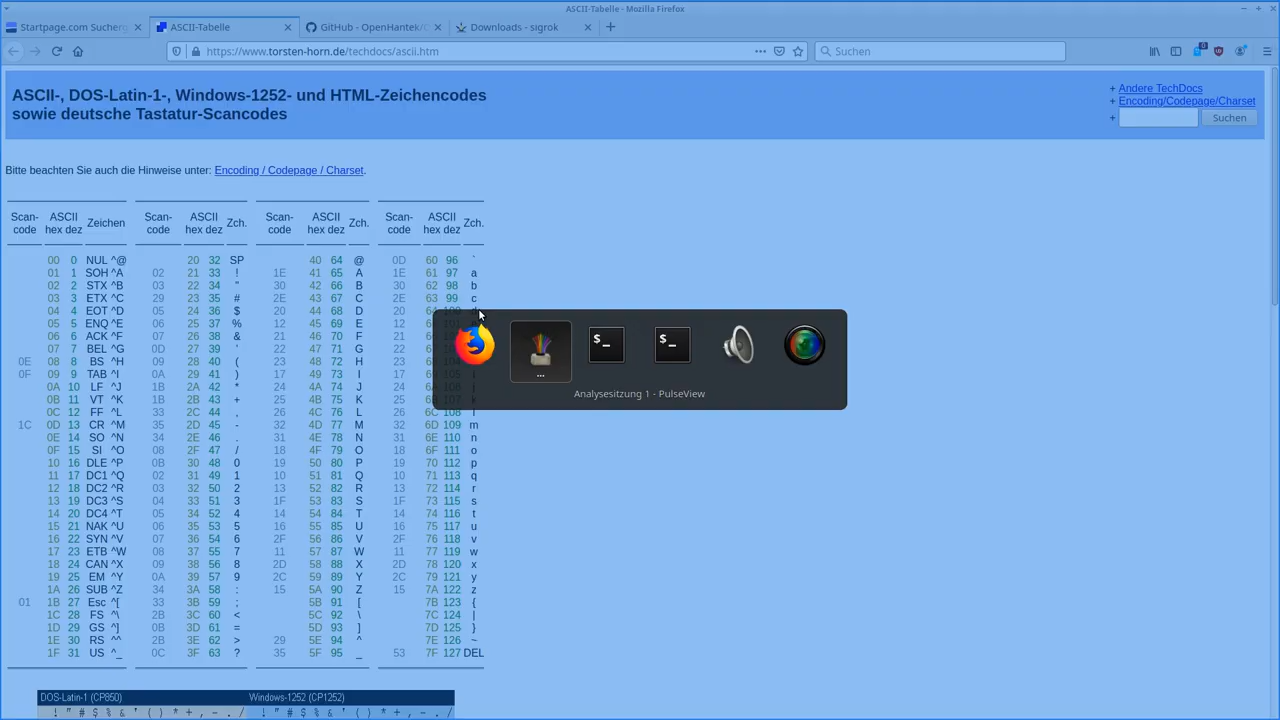 ASCII-Tabelle - Mozilla Firefox
Startpage.com Sucherg
ASCII-Tabelle
GitHub - OpenHantek/
Downloads - sigrok
https://www.torsten-horn.de/techdocs/ascii.htm
Suchen
ASCII-, DOS-Latin-1-, Windows-1252- und HTML-Zeichencodes
sowie deutsche Tastatur-Scancodes
+ Andere TechDocs
+ Encoding/Codepage/Charset
+ Suchen
Bitte beachten Sie auch die Hinweise unter: Encoding / Codepage / Charset.
Scan- ASCII Zeichen Scan- ASCII Zch. Scan- ASCII Zch. Scan- ASCII Zch.
code hex dez code hex dez code hex dez code hex dez
00 0 NUL ^@ 20 32 SP 40 64 @ 0D 60 96 `
01 1 SOH ^A 02 21 33 ! 1E 41 65 A 1E 61 97 a
02 2 STX ^B 03 22 34 " 30 42 66 B 30 62 98 b
03 3 ETX ^C 29 23 35 # 2E 43 67 C 2E 63 99 c
04 4 EOT ^D 20 24 36 $ 20 44 68 D 20 64 100 d
05 5 ENQ ^E 06 25 37 % 12 45 69 E 12
06 6 ACK ^F 07 26 38 & 21 46 70 F 21
07 7 BEL ^G 0D 27 39 ' 22 47 71 G 22
0E 08 8 BS ^H 09 28 40 ( 23 48 72 H 23
0F 09 9 TAB ^I 0A 29 41 ) 17 49 73 I 17
0A 10 LF ^J 1B 2A 42 * 24 4A 74 J 24
0B 11 VT ^K 1B 2B 43 + 25 4B 75 K 25
0C 12 FF ^L 33 2C 44 , 26 4C 76 L 26 6C 108 l
1C 0D 13 CR ^M 35 2D 45 - 32 4D 77 M 32 6D 109 m
0E 14 SO ^N 34 2E 46 . 31 4E 78 N 31 6E 110 n
0F 15 SI ^O 08 2F 47 / 18 4F 79 O 18 6F 111 o
10 16 DLE ^P 0B 30 48 0 19 50 80 P 19 70 112 p
11 17 DC1 ^Q 02 31 49 1 10 51 81 Q 10 71 113 q
12 18 DC2 ^R 03 32 50 2 13 52 82 R 13 72 114 r
13 19 DC3 ^S 04 33 51 3 1F 53 83 S 1F 73 115 s
14 20 DC4 ^T 05 34 52 4 14 54 84 T 14 74 116 t
15 21 NAK ^U 06 35 53 5 16 55 85 U 16 75 117 u
16 22 SYN ^V 07 36 54 6 2F 56 86 V 2F 76 118 v
17 23 ETB ^W 08 37 55 7 11 57 87 W 11 77 119 w
18 24 CAN ^X 09 38 56 8 2D 58 88 X 2D 78 120 x
19 25 EM ^Y 0A 39 57 9 2C 59 89 Y 2C 79 121 y
1A 26 SUB ^Z 34 3A 58 : 15 5A 90 Z 15 7A 122 z
01 1B 27 Esc ^[ 33 3B 59 ; 5B 91 [ 7B 123 {
1C 28 FS ^\ 2B 3C 60 < 5C 92 \ 7C 124 |
1D 29 GS ^] 0B 3D 61 = 5D 93 ] 7D 125 }
1E 30 RS ^^ 2B 3E 62 > 29 5E 94 ^ 7E 126 ~
1F 31 US ^_ 0C 3F 63 ? 35 5F 95 _ 53 7F 127 DEL
$_ $_
...
Analysesitzung 1 - PulseView
DOS-Latin-1 (CP850) Windows-1252 (CP1252)
! " # $ % & ' ( ) * + , - . / ! " # $ % & ' ( ) * + , - . /